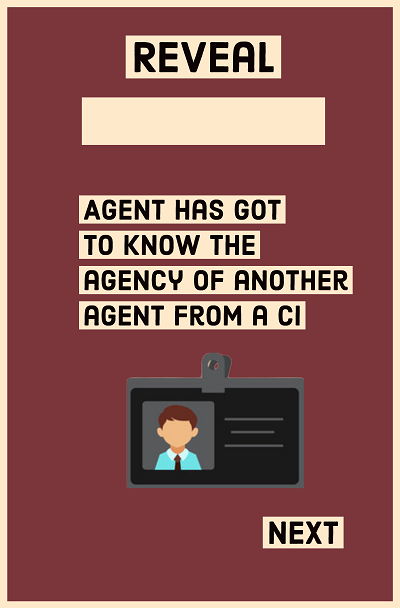 REVEAL
AGENT HAS GOT
TO KNOW THE
AGENCY OF ANOTHER
AGENT FROM A CI
NEXT